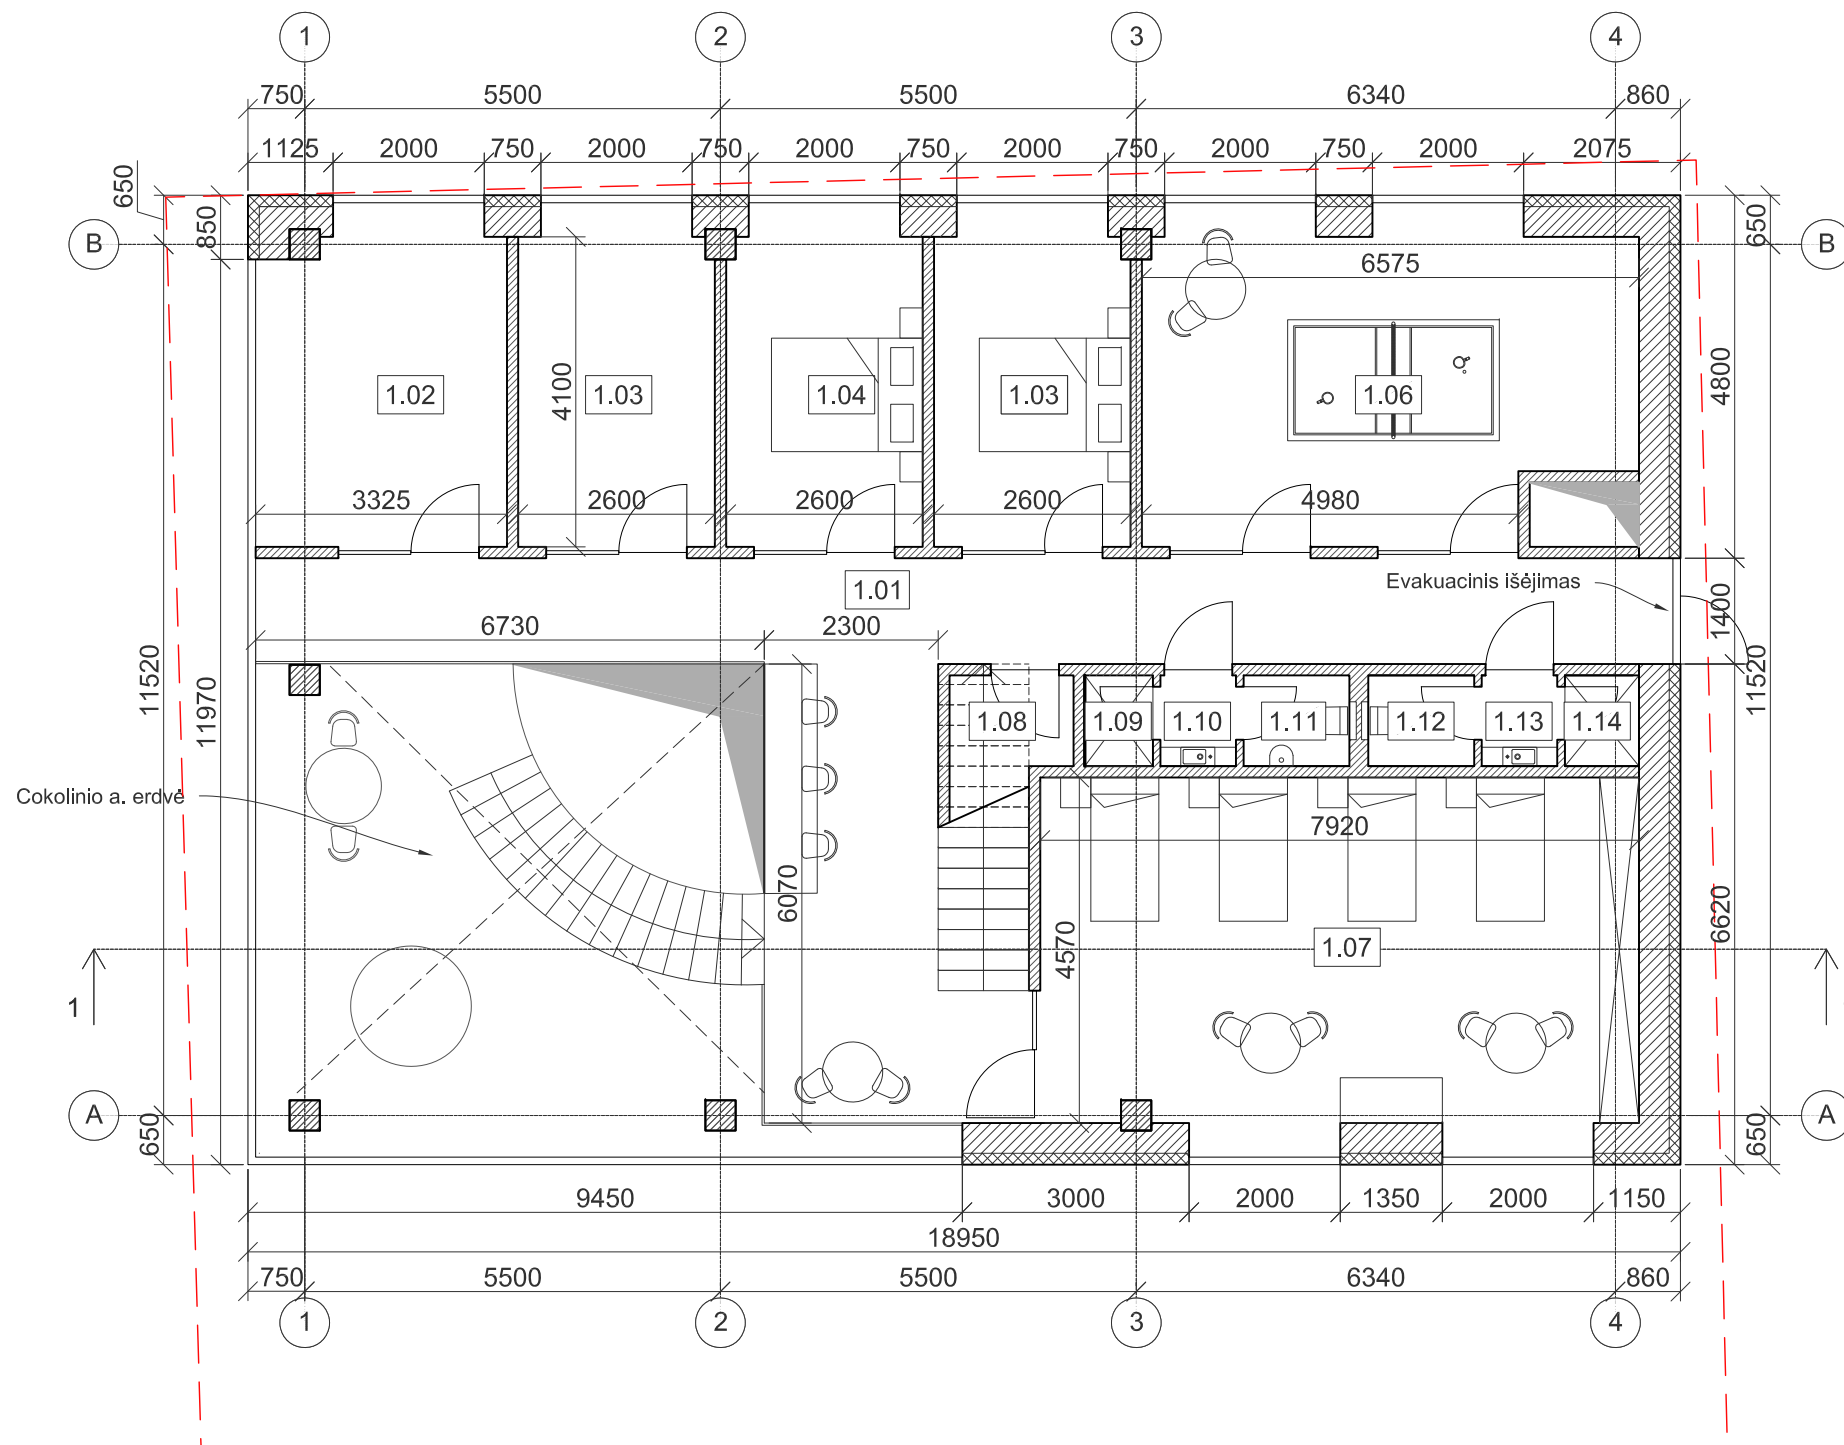 1 2 3 4
750 5500 5500 6340 860
1125 2000 750 2000 750 2000 750 2000 750 2000 750 2000 2075
650 850 650
B B
6575
4100 4800
1.02 1.03 1.04 1.03 1.06
3325 2600 2600 2600 4980
1.01 Evakuacinis išėjimas 1400
6730 2300
11520 11970 11520
1.08 1.09 1.10 1.11 1.12 1.13 1.14
Cokolinio a. erdvė
7920
6070 4570 6620
1.07
1
A A
650 650
9450 3000 2000 1350 2000 1150
18950
750 5500 5500 6340 860
1 2 3 4